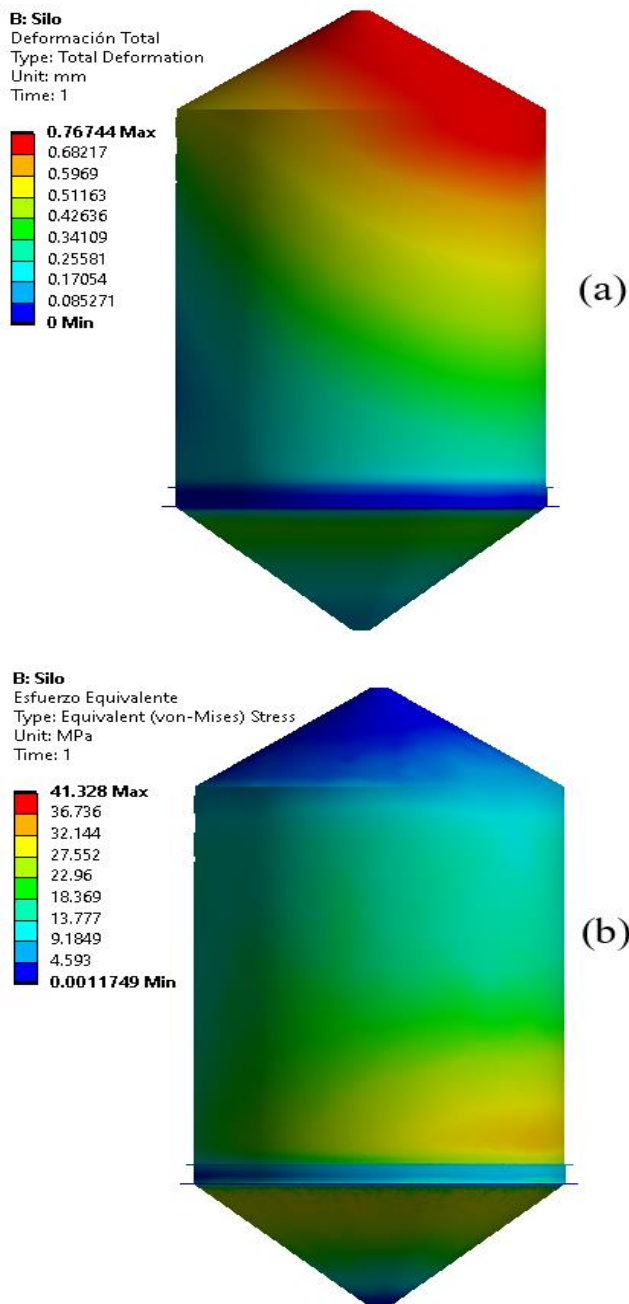 B: Silo
Deformación Total
Type: Total Deformation
Unit: mm
Time: 1
0.76744 Max
0.68217
0.5969
0.51163
0.42636
0.34109
0.25581
0.17054
0.085271
0 Min
(a)
B: Silo
Esfuerzo Equivalente
Type: Equivalent (von-Mises) Stress
Unit: MPa
Time: 1
41.328 Max
36.736
32.144
27.552
22.96
18.369
13.777
9.1849
4.593
0.0011749 Min
(b)